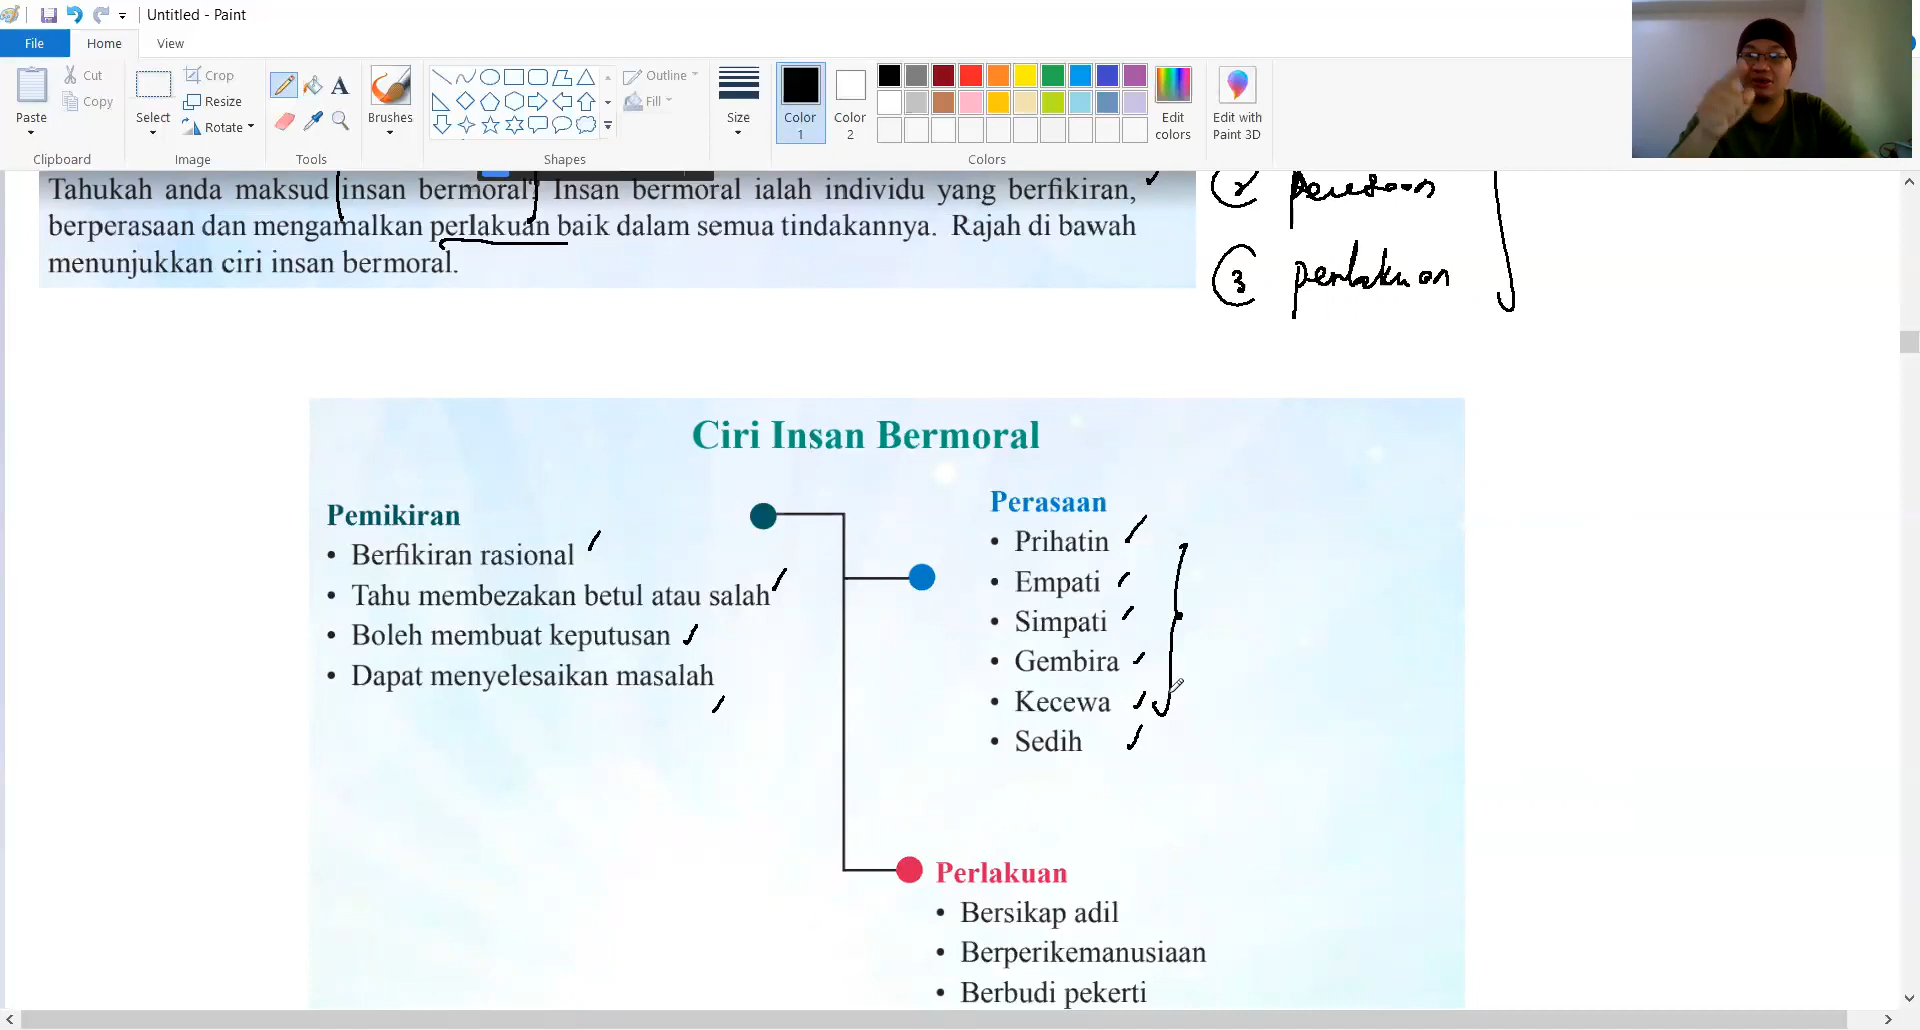 Untitled - Paint
File
Home
View
Paste
Cut
Copy
Clipboard
Select
Crop
Resize
Rotate
Image
A
Tools
Brushes
Shapes
Outline
Fill
Size
Color 1
Color 2
Edit colors
Edit with Paint 3D
Colors
Tahukah anda maksud insan bermoral? Insan bermoral ialah individu yang berfikiran,
berperasaan dan mengamalkan perlakuan baik dalam semua tindakannya. Rajah di bawah
menunjukkan ciri insan bermoral.
2 perasaan
3 perlakuan
Ciri Insan Bermoral
Pemikiran
• Berfikiran rasional
• Tahu membezakan betul atau salah
• Boleh membuat keputusan
• Dapat menyelesaikan masalah
Perasaan
• Prihatin
• Empati
• Simpati
• Gembira
• Kecewa
• Sedih
Perlakuan
• Bersikap adil
• Berperikemanusiaan
• Berbudi pekerti